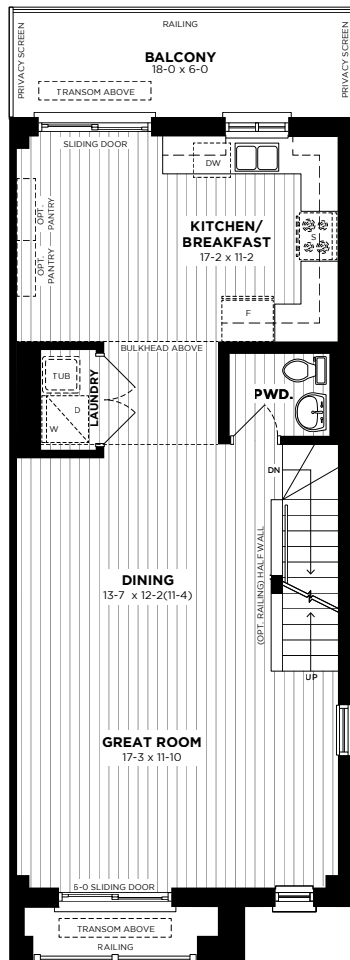 RAILING
PRIVACY SCREEN
PRIVACY SCREEN
BALCONY
18-0 x 6-0
TRANSOM ABOVE
SLIDING DOOR
DW
OPT.
PANTRY
OPT.
PANTRY
KITCHEN/
BREAKFAST
17-2 x 11-2
S
F
BULKHEAD ABOVE
TUB
D
W
LAUNDRY
PWD.
DN
(OPT. RAILING) HALF WALL
DINING
13-7 x 12-2(11-4)
UP
GREAT ROOM
17-3 x 11-10
6-0 SLIDING DOOR
TRANSOM ABOVE
RAILING